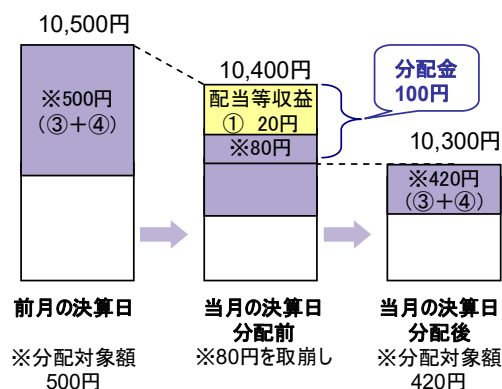 10,500円
※500円
(③+④)
前月の決算日
※分配対象額
500円
10,400円
配当等収益
① 20円
※80円
当月の決算日
分配前
※80円を取崩し
分配金
100円
10,300円
※420円
(③+④)
当月の決算日
分配後
※分配対象額
420円